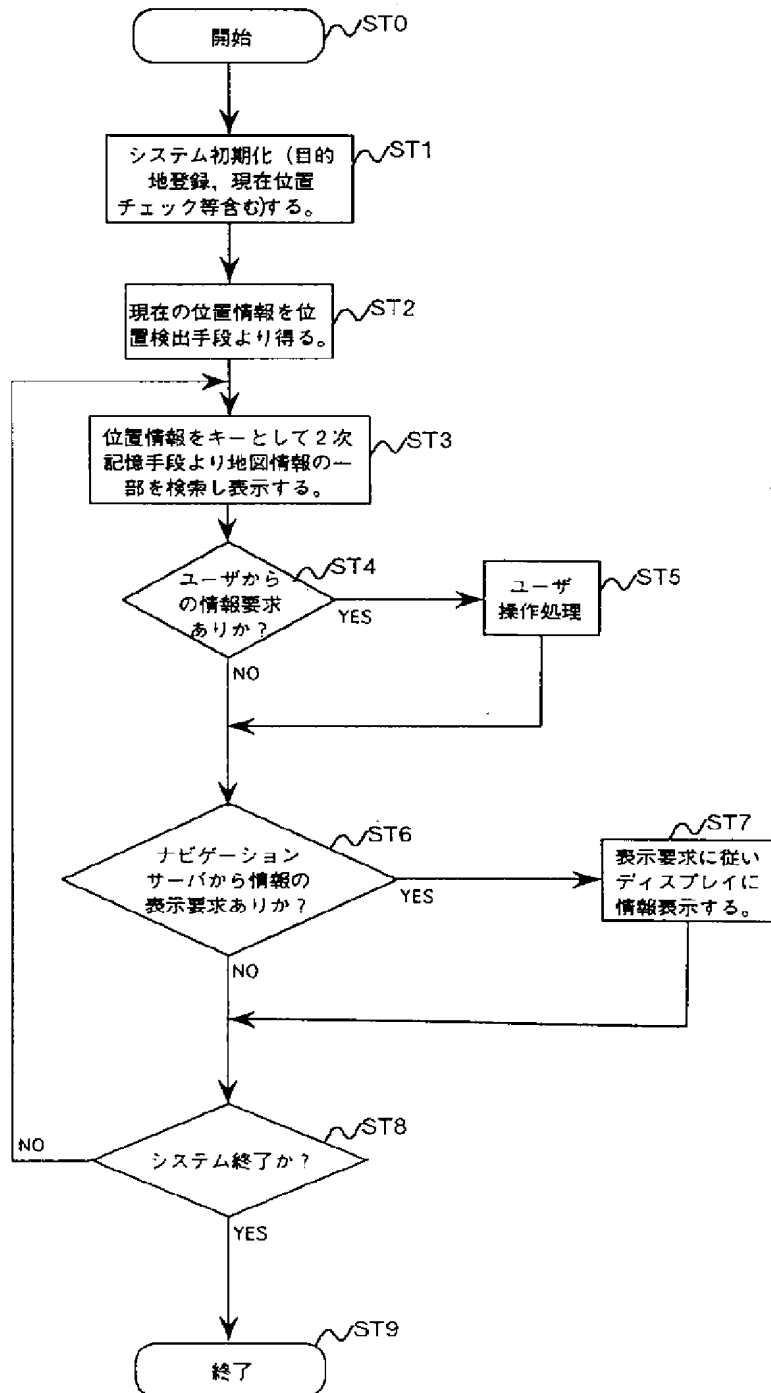 開始
ST0
システム初期化（目的
地登録、現在位置
チェック等含む)する。
ST1
現在の位置情報を位
置検出手段より得る。
ST2
位置情報をキーとして２次
記憶手段より地図情報の一
部を検索し表示する。
ST3
ユーザから
の情報要求
ありか？
ST4
YES
NO
ユーザ
操作処理
ST5
ナビゲーション
サーバから情報の
表示要求ありか？
ST6
YES
NO
ST7
表示要求に従い
ディスプレイに
情報表示する。
システム終了か？
ST8
NO
YES
終了
ST9